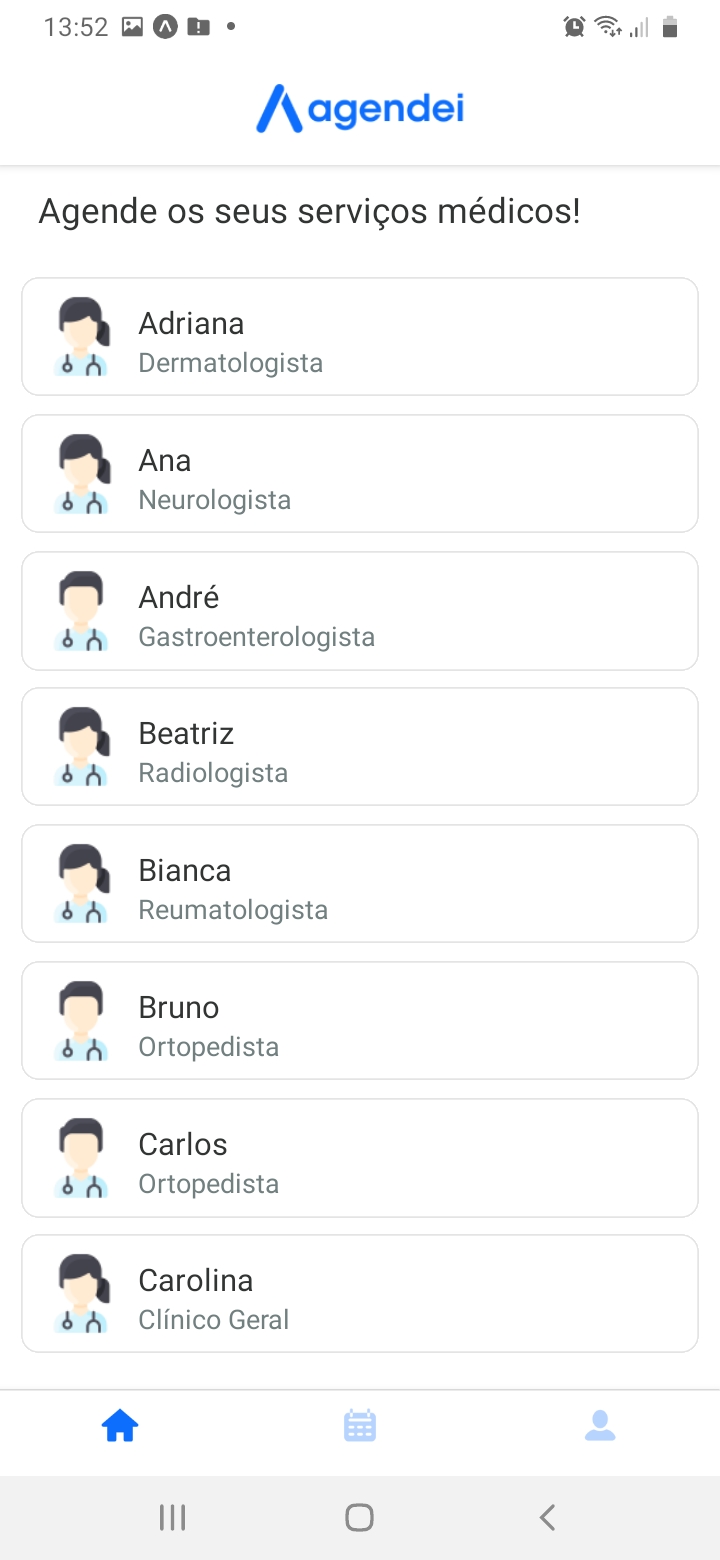 13:52
agendei
Agende os seus serviços médicos!
Adriana
Dermatologista
Ana
Neurologista
André
Gastroenterologista
Beatriz
Radiologista
Bianca
Reumatologista
Bruno
Ortopedista
Carlos
Ortopedista
Carolina
Clínico Geral